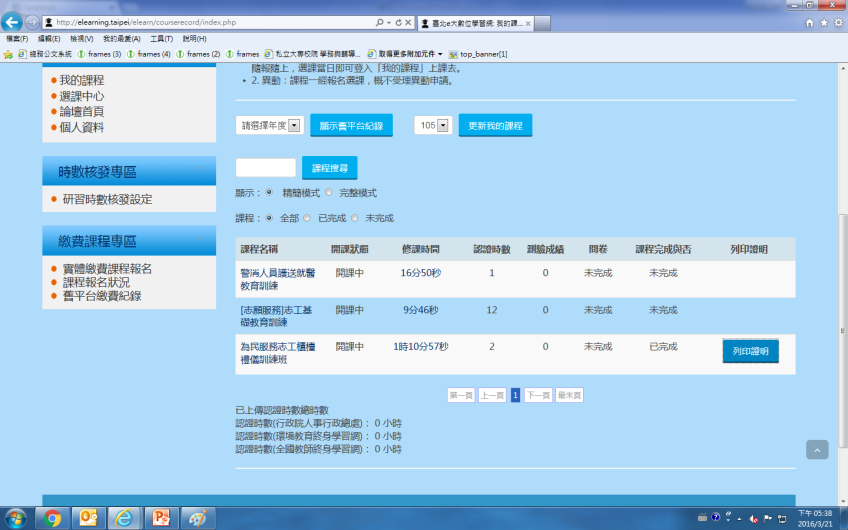 http://elearning.taipei/elearn/courserecord/index.php
臺北e大數位學習網: 我的課...
檔案(F) 編輯(E) 檢視(V) 我的最愛(A) 工具(T) 說明(H)
frames (3) frames (4) frames (2) frames 私立大專校院 學務與輔導... 取得更多附加元件 top_banner[1]
隨報隨上，選課當日即可登入「我的課程」上課去。
我的課程
• 2. 異動：課程一經報名選課，概不受理異動申請。
選課中心
論壇首頁
個人資料
請選擇年度 顯示舊平台紀錄 105 更新我的課程
時數核發專區
課程搜尋
研習時數核發設定
顯示： 精簡模式 完整模式
課程： 全部 已完成 未完成
繳費課程專區
課程名稱 開課狀態 修課時間 認證時數 測驗成績 問卷 課程完成與否 列印證明
實體繳費課程報名
課程報名狀況
舊平台繳費紀錄
警消人員護送就醫
教育訓練
開課中 16分50秒 1 0 未完成 未完成
[志願服務]志工基
礎教育訓練
開課中 9分46秒 12 0 未完成 未完成
為民服務志工櫃檯
禮儀訓練班
開課中 1時10分57秒 2 0 未完成 已完成 列印證明
第一頁 上一頁 1 下一頁 最末頁
已上傳認證時數總時數
認證時數(行政院人事行政總處)： 0 小時
認證時數(環境教育終身學習網)： 0 小時
認證時數(全國教師終身學習網)： 0 小時
下午 05:38
2016/3/21